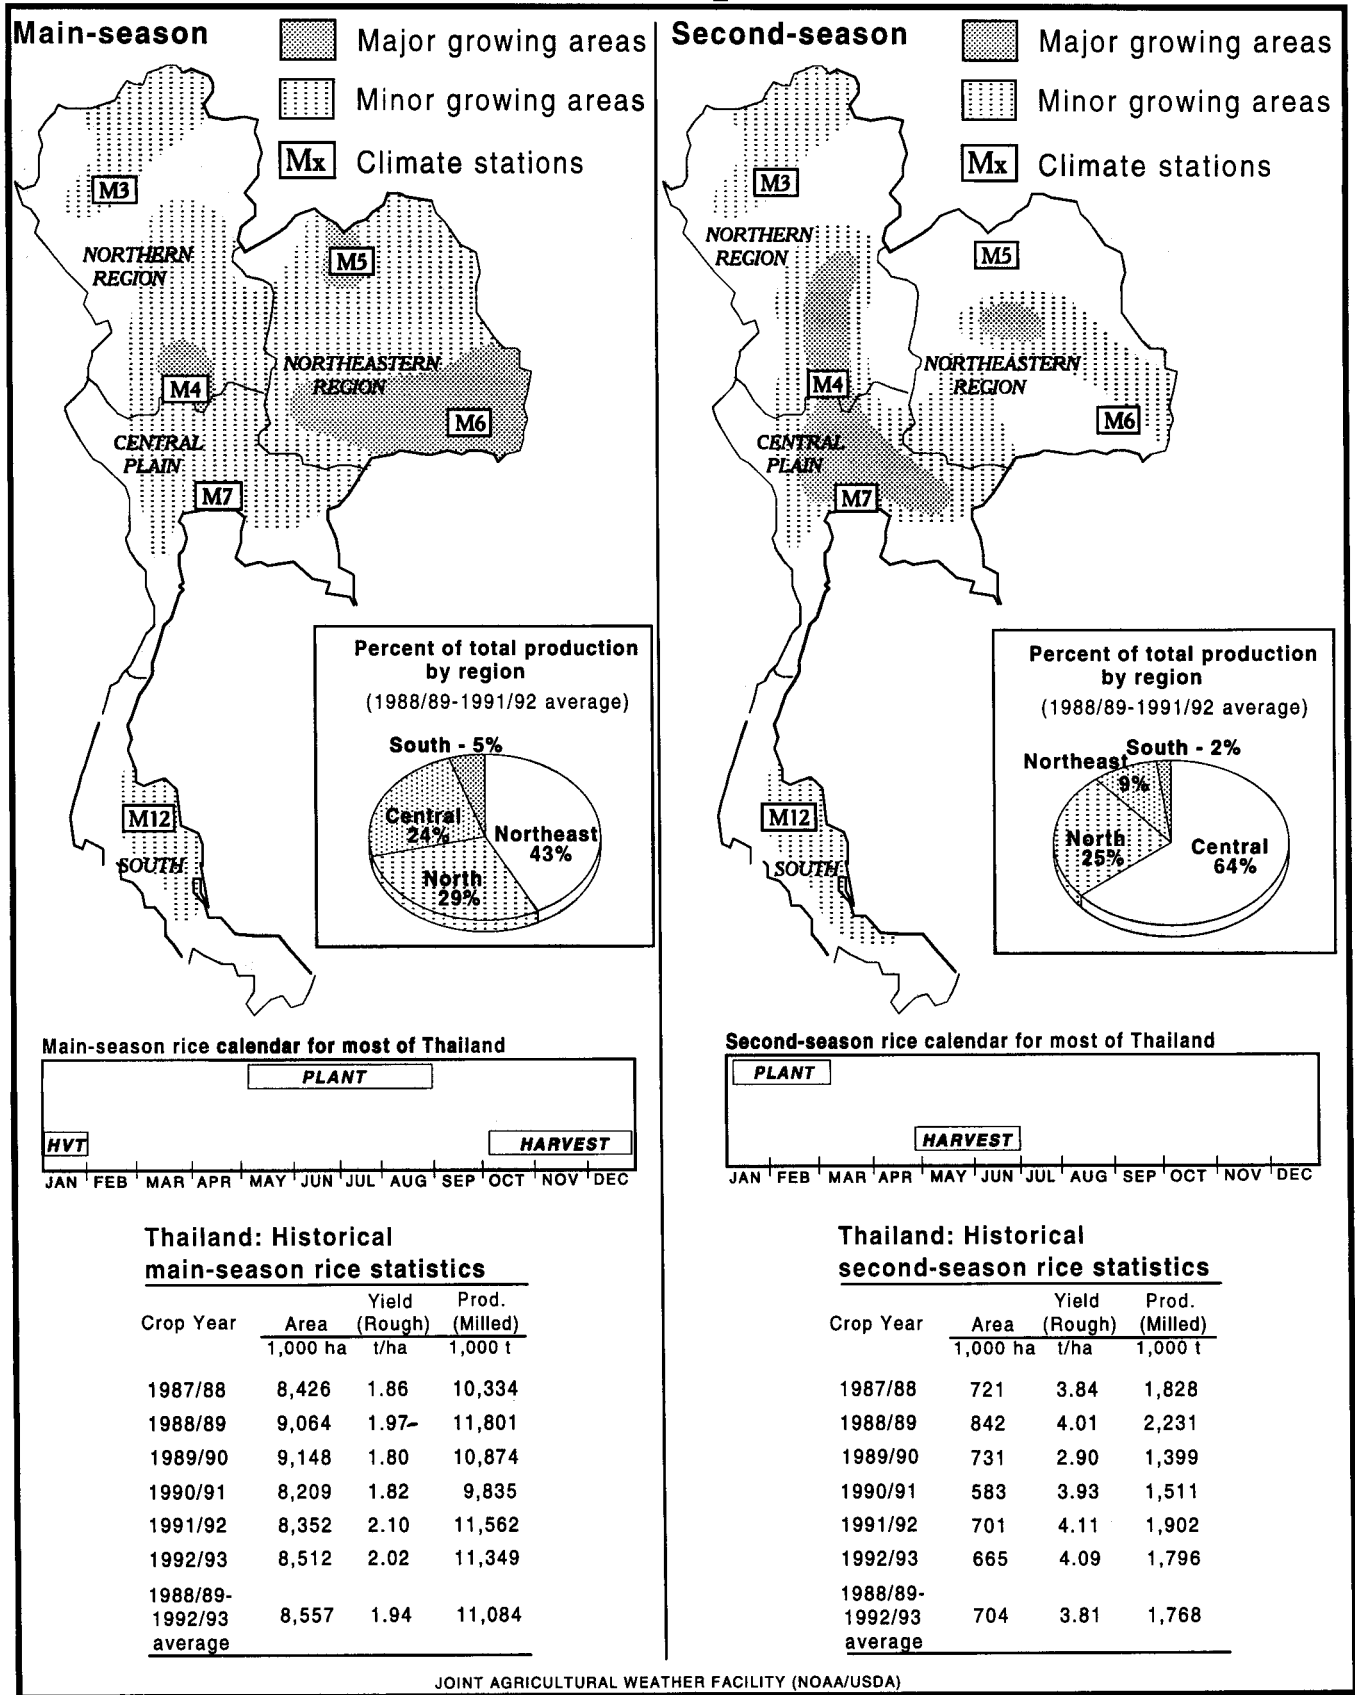 Main-season
Major growing areas
Minor growing areas
Mx Climate stations
M3
NORTHERN
REGION
M5
NORTHEASTERN
REGION
M4
M6
CENTRAL
PLAIN
M7
M12
SOUTH
Percent of total production
by region
(1988/89-1991/92 average)
South - 5%
Central
24%
Northeast
43%
North
29%
Main-season rice calendar for most of Thailand
PLANT
HVT
HARVEST
JAN FEB MAR APR MAY JUN JUL AUG SEP OCT NOV DEC
Thailand: Historical
main-season rice statistics
Yield Prod.
Crop Year Area (Rough) (Milled)
1,000 ha t/ha 1,000 t
1987/88 8,426 1.86 10,334
1988/89 9,064 1.97 11,801
1989/90 9,148 1.80 10,874
1990/91 8,209 1.82 9,835
1991/92 8,352 2.10 11,562
1992/93 8,512 2.02 11,349
1988/89-
1992/93 8,557 1.94 11,084
average
Second-season
Major growing areas
Minor growing areas
Mx Climate stations
M3
NORTHERN
REGION
M5
NORTHEASTERN
REGION
M4
M6
CENTRAL
PLAIN
M7
M12
SOUTH
Percent of total production
by region
(1988/89-1991/92 average)
South - 2%
Northeast
9%
North
25%
Central
64%
Second-season rice calendar for most of Thailand
PLANT
HARVEST
JAN FEB MAR APR MAY JUN JUL AUG SEP OCT NOV DEC
Thailand: Historical
second-season rice statistics
Yield Prod.
Crop Year Area (Rough) (Milled)
1,000 ha t/ha 1,000 t
1987/88 721 3.84 1,828
1988/89 842 4.01 2,231
1989/90 731 2.90 1,399
1990/91 583 3.93 1,511
1991/92 701 4.11 1,902
1992/93 665 4.09 1,796
1988/89-
1992/93 704 3.81 1,768
average
JOINT AGRICULTURAL WEATHER FACILITY (NOAA/USDA)